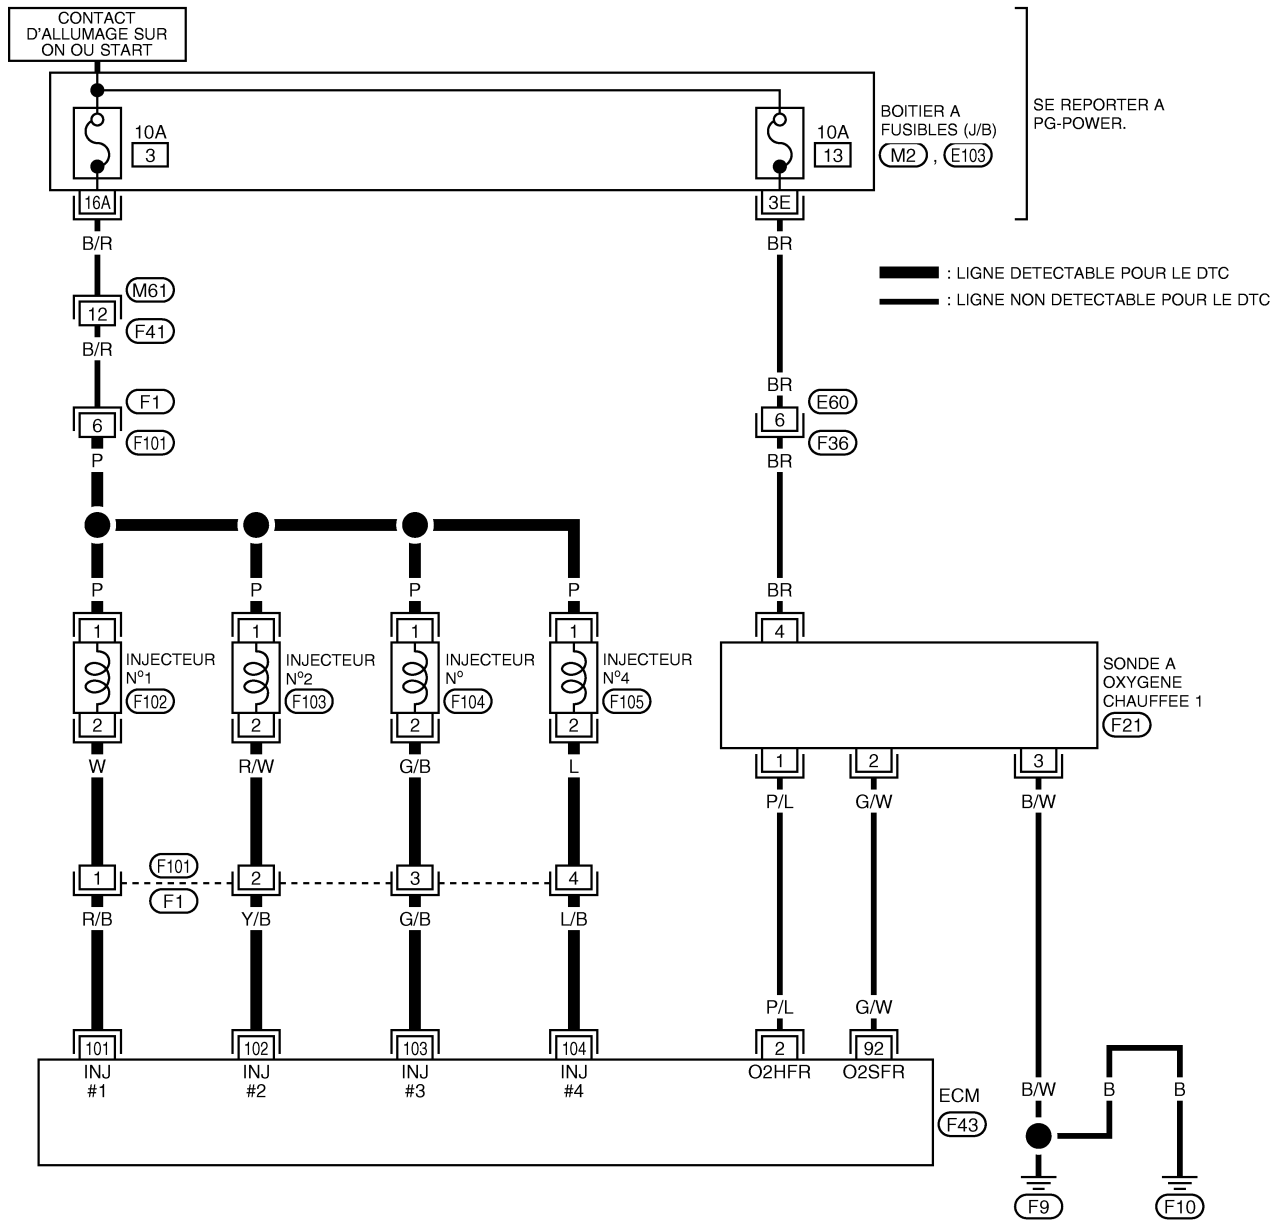 CONTACT
D'ALLUMAGE SUR
ON OU START
10A
3
10A
13
BOITIER A
FUSIBLES (J/B)
M2 , E103
SE REPORTER A
PG-POWER.
16A
3E
B/R
BR
: LIGNE DETECTABLE POUR LE DTC
: LIGNE NON DETECTABLE POUR LE DTC
M61
12
F41
B/R
BR
F1
6
F101
E60
6
F36
P
BR
P
P
P
P
BR
1
1
1
1
4
INJECTEUR
Nº1
F102
INJECTEUR
Nº2
F103
INJECTEUR
Nº
F104
INJECTEUR
Nº4
F105
SONDE A
OXYGENE
CHAUFFEE 1
F21
2
2
2
2
1
2
3
W
R/W
G/B
L
P/L
G/W
B/W
F101
1
2
3
4
F1
R/B
Y/B
G/B
L/B
P/L
G/W
101
102
103
104
2
92
INJ
#1
INJ
#2
INJ
#3
INJ
#4
O2HFR
O2SFR
ECM
F43
B/W
B
B
F9
F10